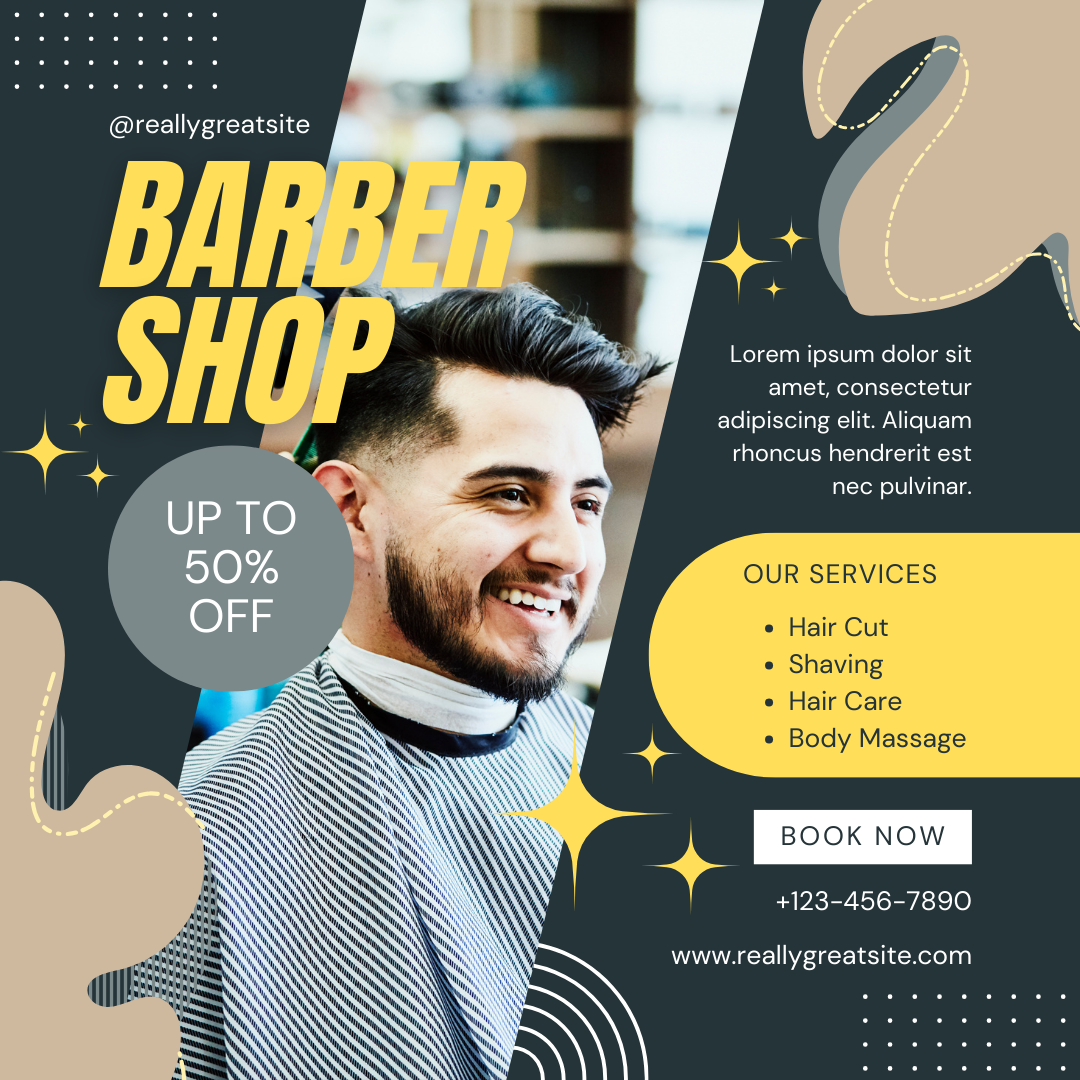 @reallygreatsite
BARBER
SHOP
UP TO
50%
OFF
Lorem ipsum dolor sit
amet, consectetur
adipiscing elit. Aliquam
rhoncus hendrerit est
nec pulvinar.
OUR SERVICES
• Hair Cut
• Shaving
• Hair Care
• Body Massage
BOOK NOW
+123-456-7890
www.reallygreatsite.com